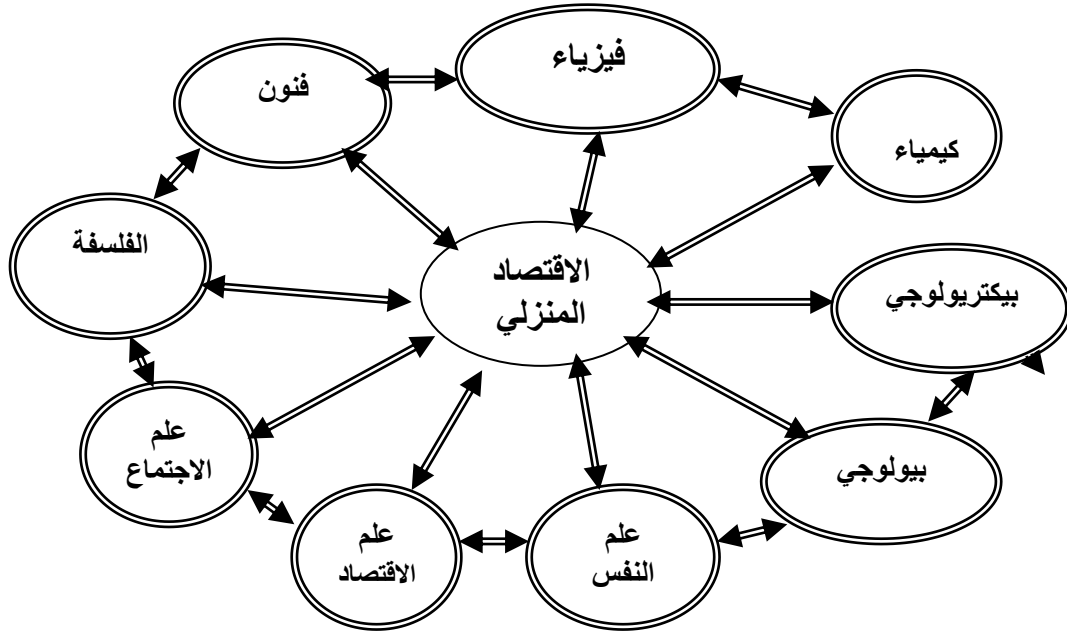 فيزياء
فنون
كيمياء
الفلسفة
الاقتصاد
المنزلي
بيكتريولوجي
علم
الاجتماع
بيولوجي
علم
الاقتصاد
علم
النفس